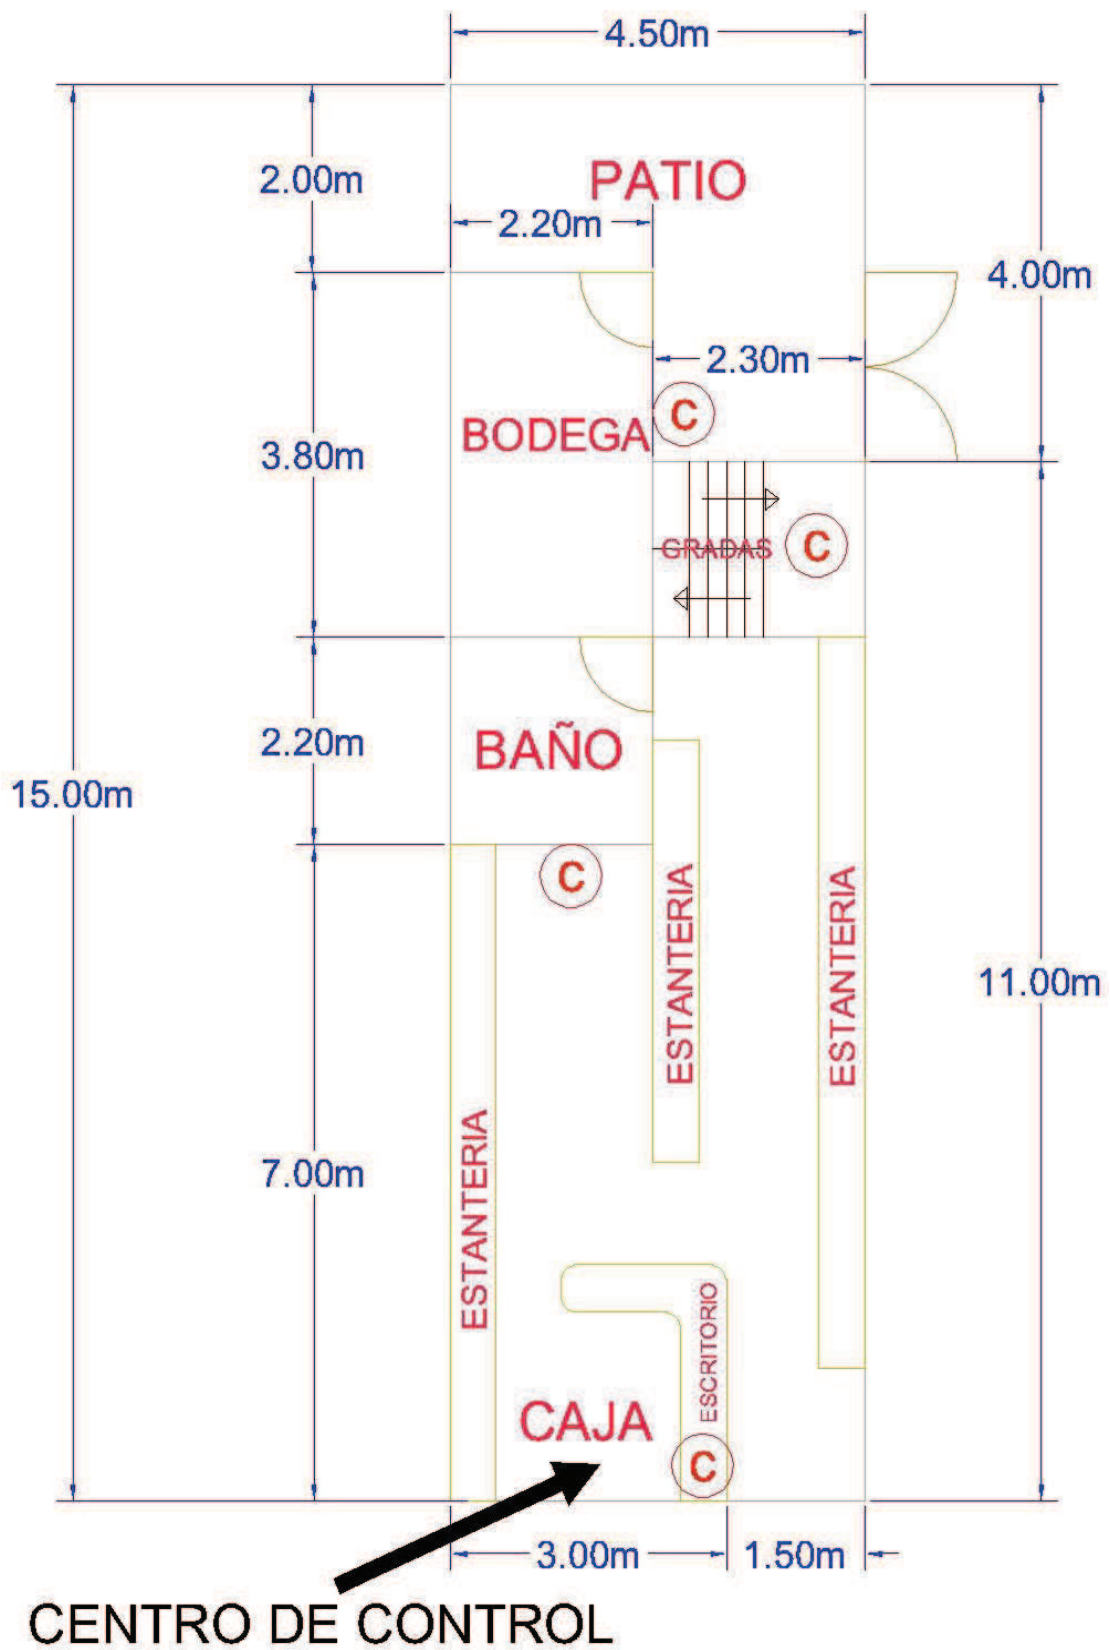 4.50m
2.00m
PATIO
2.20m
4.00m
2.30m
C
BODEGA
3.80m
GRADAS
C
2.20m
BAÑO
15.00m
C
ESTANTERIA
ESTANTERIA
11.00m
ESTANTERIA
7.00m
ESCRITORIO
CAJA
C
3.00m
1.50m
CENTRO DE CONTROL